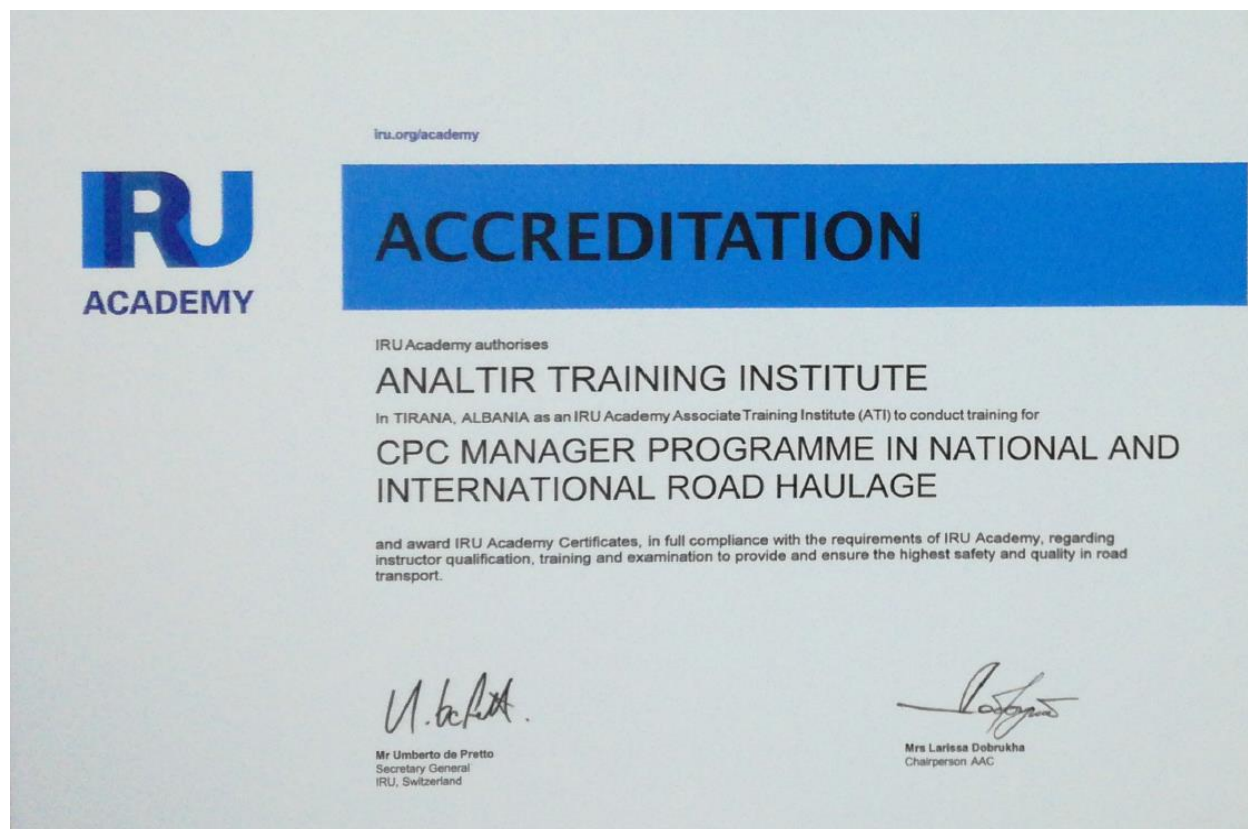 iru.org/academy
IRU
ACADEMY
ACCREDITATION
IRU Academy authorises
ANALTIR TRAINING INSTITUTE
In TIRANA, ALBANIA as an IRU Academy Associate Training Institute (ATI) to conduct training for
CPC MANAGER PROGRAMME IN NATIONAL AND
INTERNATIONAL ROAD HAULAGE
and award IRU Academy Certificates, in full compliance with the requirements of IRU Academy, regarding
instructor qualification, training and examination to provide and ensure the highest safety and quality in road
transport.
Mr Umberto de Pretto
Secretary General
IRU, Switzerland
Mrs Larissa Dobrukha
Chairperson AAC